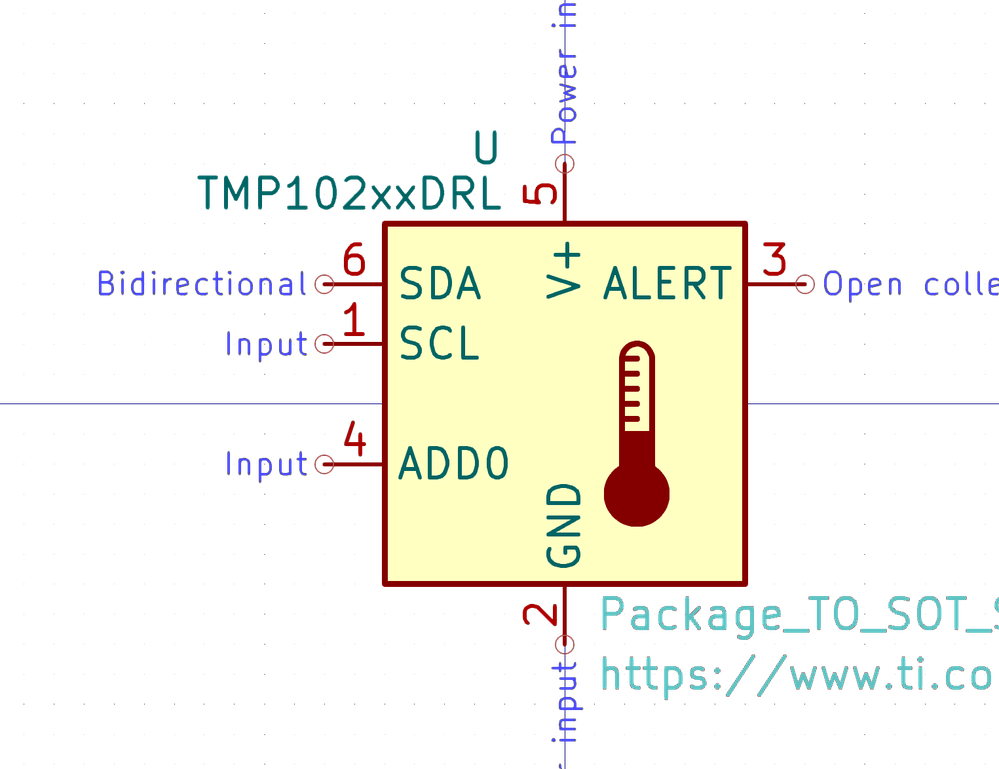 Power in
U
TMP102xxDRL
5
6
V+
3
Bidirectional
SDA
ALERT
Open colle
1
Input
SCL
4
Input
ADD0
GND
2
Package_TO_SOT_S
https://www.ti.co
input